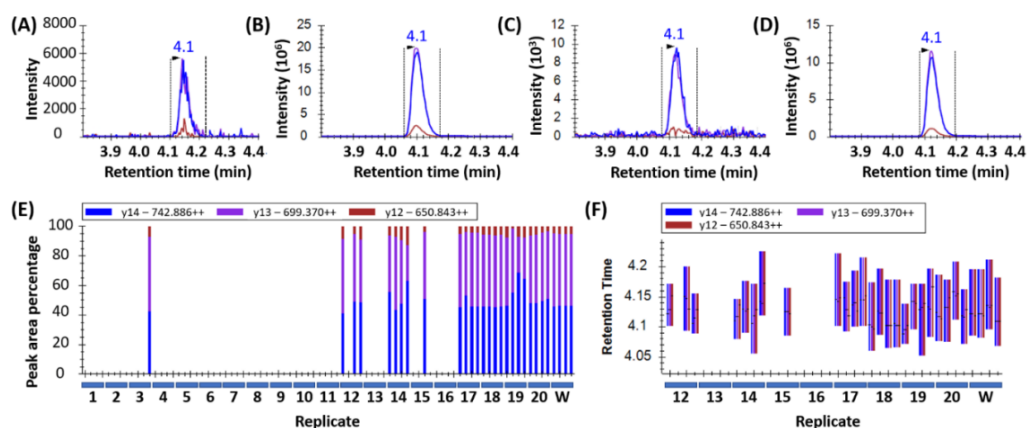 (A)
8000
6000
4000
2000
0
Intensity
4.1
3.9 4.0 4.1 4.2 4.3 4.4
Retention time (min)
(B)
25
20
15
10
5
0
Intensity (10⁶)
4.1
3.9 4.0 4.1 4.2 4.3 4.4
Retention time (min)
(C)
12
10
8
6
4
2
0
Intensity (10³)
4.1
3.9 4.0 4.1 4.2 4.3 4.4
Retention time (min)
(D)
15
10
5
0
Intensity (10⁶)
4.1
3.9 4.0 4.1 4.2 4.3 4.4
Retention time (min)
(E)
y14 – 742.886++ y13 – 699.370++ y12 – 650.843++
100
80
60
40
20
0
Peak area percentage
1 2 3 4 5 6 7 8 9 10 11 12 13 14 15 16 17 18 19 20 W
Replicate
(F)
y14 – 742.886++ y13 – 699.370++
y12 – 650.843++
4.2
4.15
4.1
4.05
Retention Time
12 13 14 15 16 17 18 19 20 W
Replicate